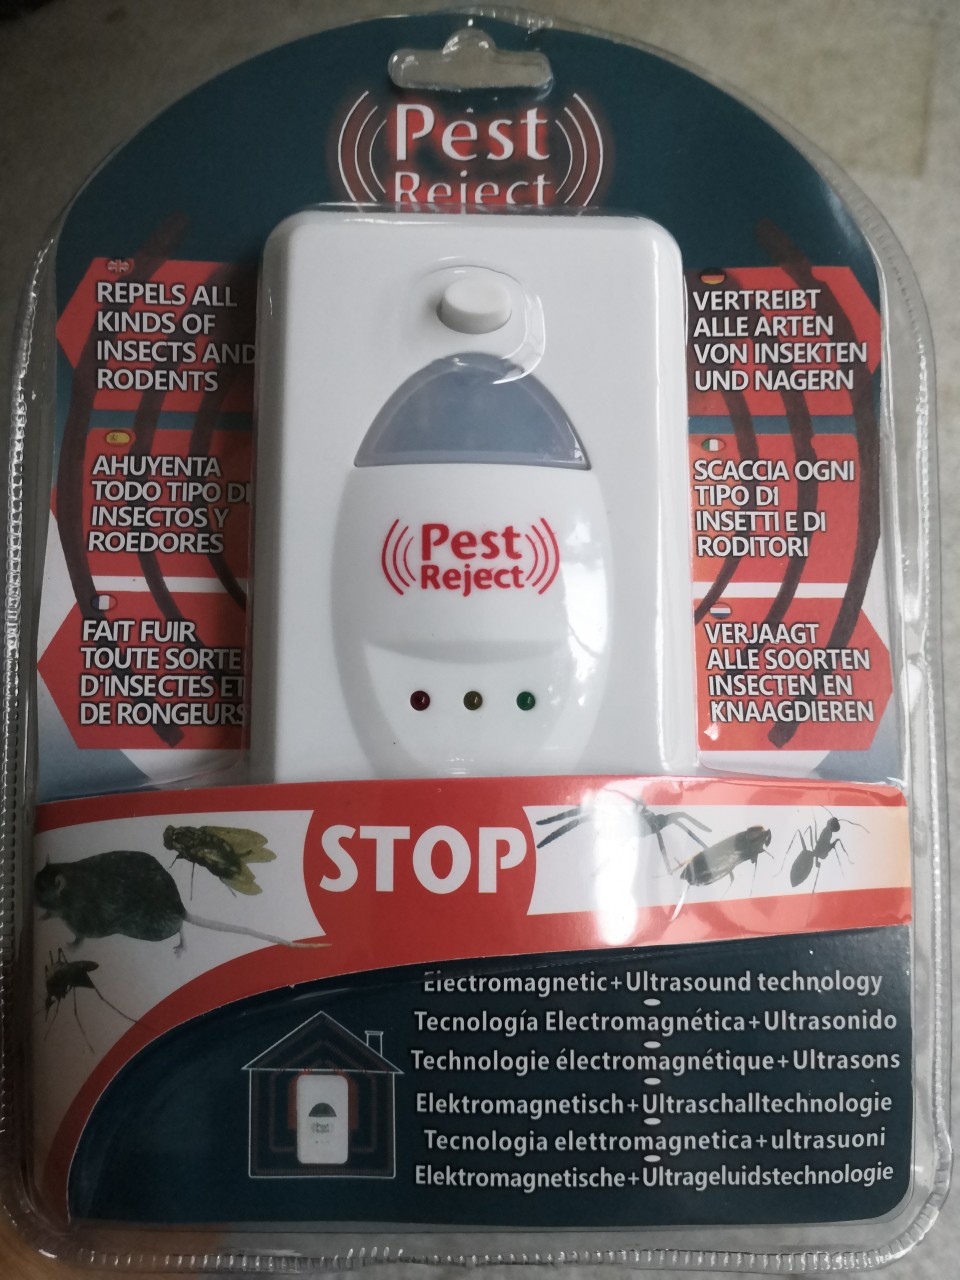 Pest
Reject
REPELS ALL
KINDS OF
INSECTS AND
RODENTS
AHUYENTA
TODO TIPO DE
INSECTOS Y
ROEDORES
FAIT FUIR
TOUTE SORTE
D'INSECTES ET
DE RONGEURS
VERTREIBT
ALLE ARTEN
VON INSEKTEN
UND NAGERN
SCACCIA OGNI
TIPO DI
INSETTI E DI
RODITORI
VERJAAGT
ALLE SOORTEN
INSECTEN EN
KNAAGDIEREN
Pest
Reject
STOP
Electromagnetic+Ultrasound technology
Tecnología Electromagnética+Ultrasonido
Technologie électromagnétique+Ultrasons
Elektromagnetisch+Ultraschalltechnologie
Tecnologia elettromagnetica+ultrasuoni
Elektromagnetische+Ultrageluidstechnologie